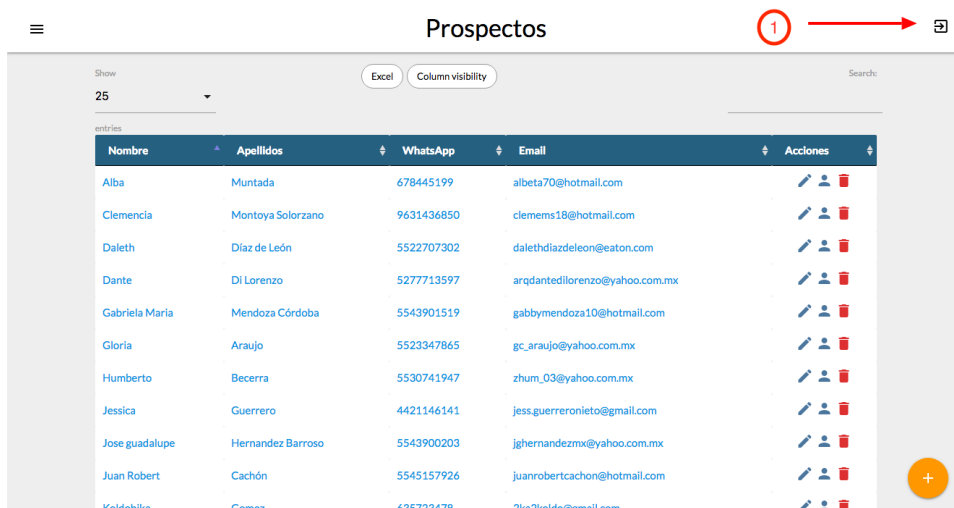 Prospectos
1
Show
25
entries
Excel
Column visibility
Search:
Nombre Apellidos WhatsApp Email Acciones
Alba Muntada 678445199 albeta70@hotmail.com
Clemencia Montoya Solorzano 9631436850 clemems18@hotmail.com
Daleth Díaz de León 5522707302 dalethdiazdeleon@eaton.com
Dante Di Lorenzo 5277713597 arqdantedilorenzo@yahoo.com.mx
Gabriela Maria Mendoza Córdoba 5543901519 gabbymendoza10@hotmail.com
Gloria Araujo 5523347865 gc_araujo@yahoo.com.mx
Humberto Becerra 5530741947 zhum_03@yahoo.com.mx
Jessica Guerrero 4421146141 jess.guerreronieto@gmail.com
Jose guadalupe Hernandez Barroso 5543900203 jghernandezmx@yahoo.com.mx
Juan Robert Cachón 5545157926 juanrobertcachon@hotmail.com